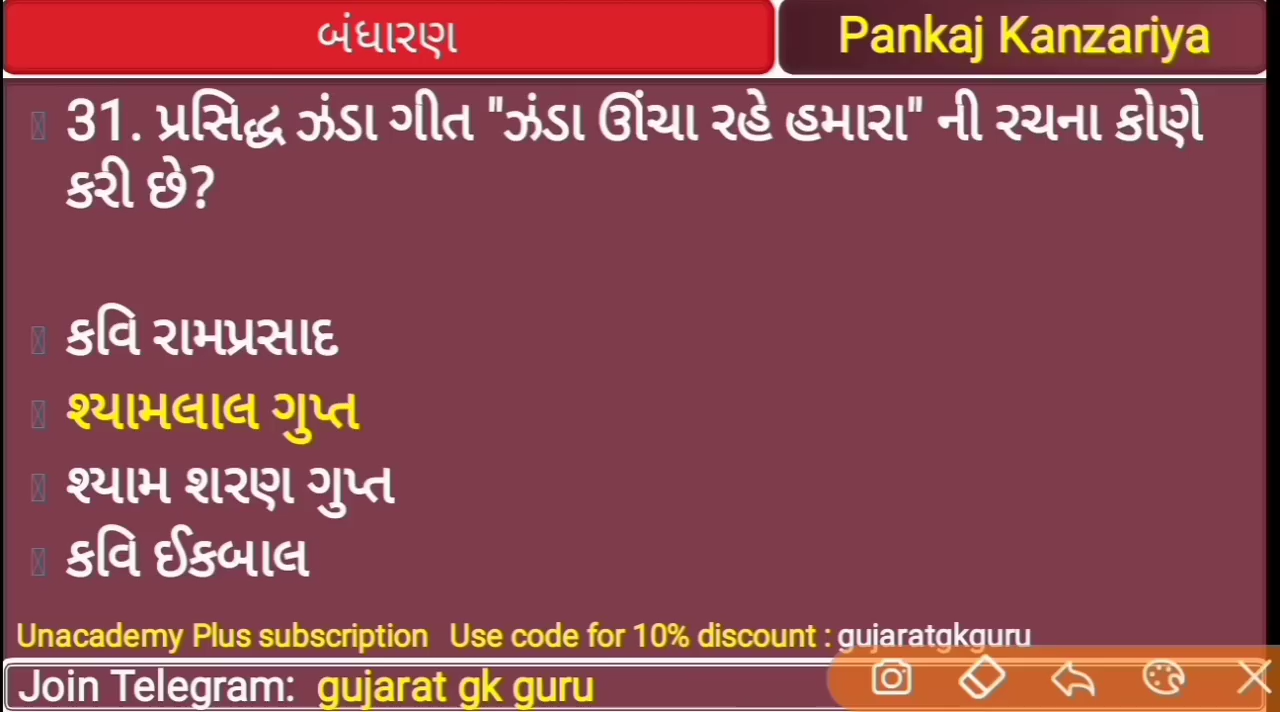 બંધારણ
Pankaj Kanzariya
31. પ્રસિદ્ધ ઝંડા ગીત "ઝંડા ઊંચા રહે હમારા" ની રચના કોણે
કરી છે?
કવિ રામપ્રસાદ
શ્યામલાલ ગુપ્ત
શ્યામ શરણ ગુપ્ત
કવિ ઈકબાલ
Unacademy Plus subscription Use code for 10% discount : gujaratgkguru
Join Telegram: gujarat gk guru